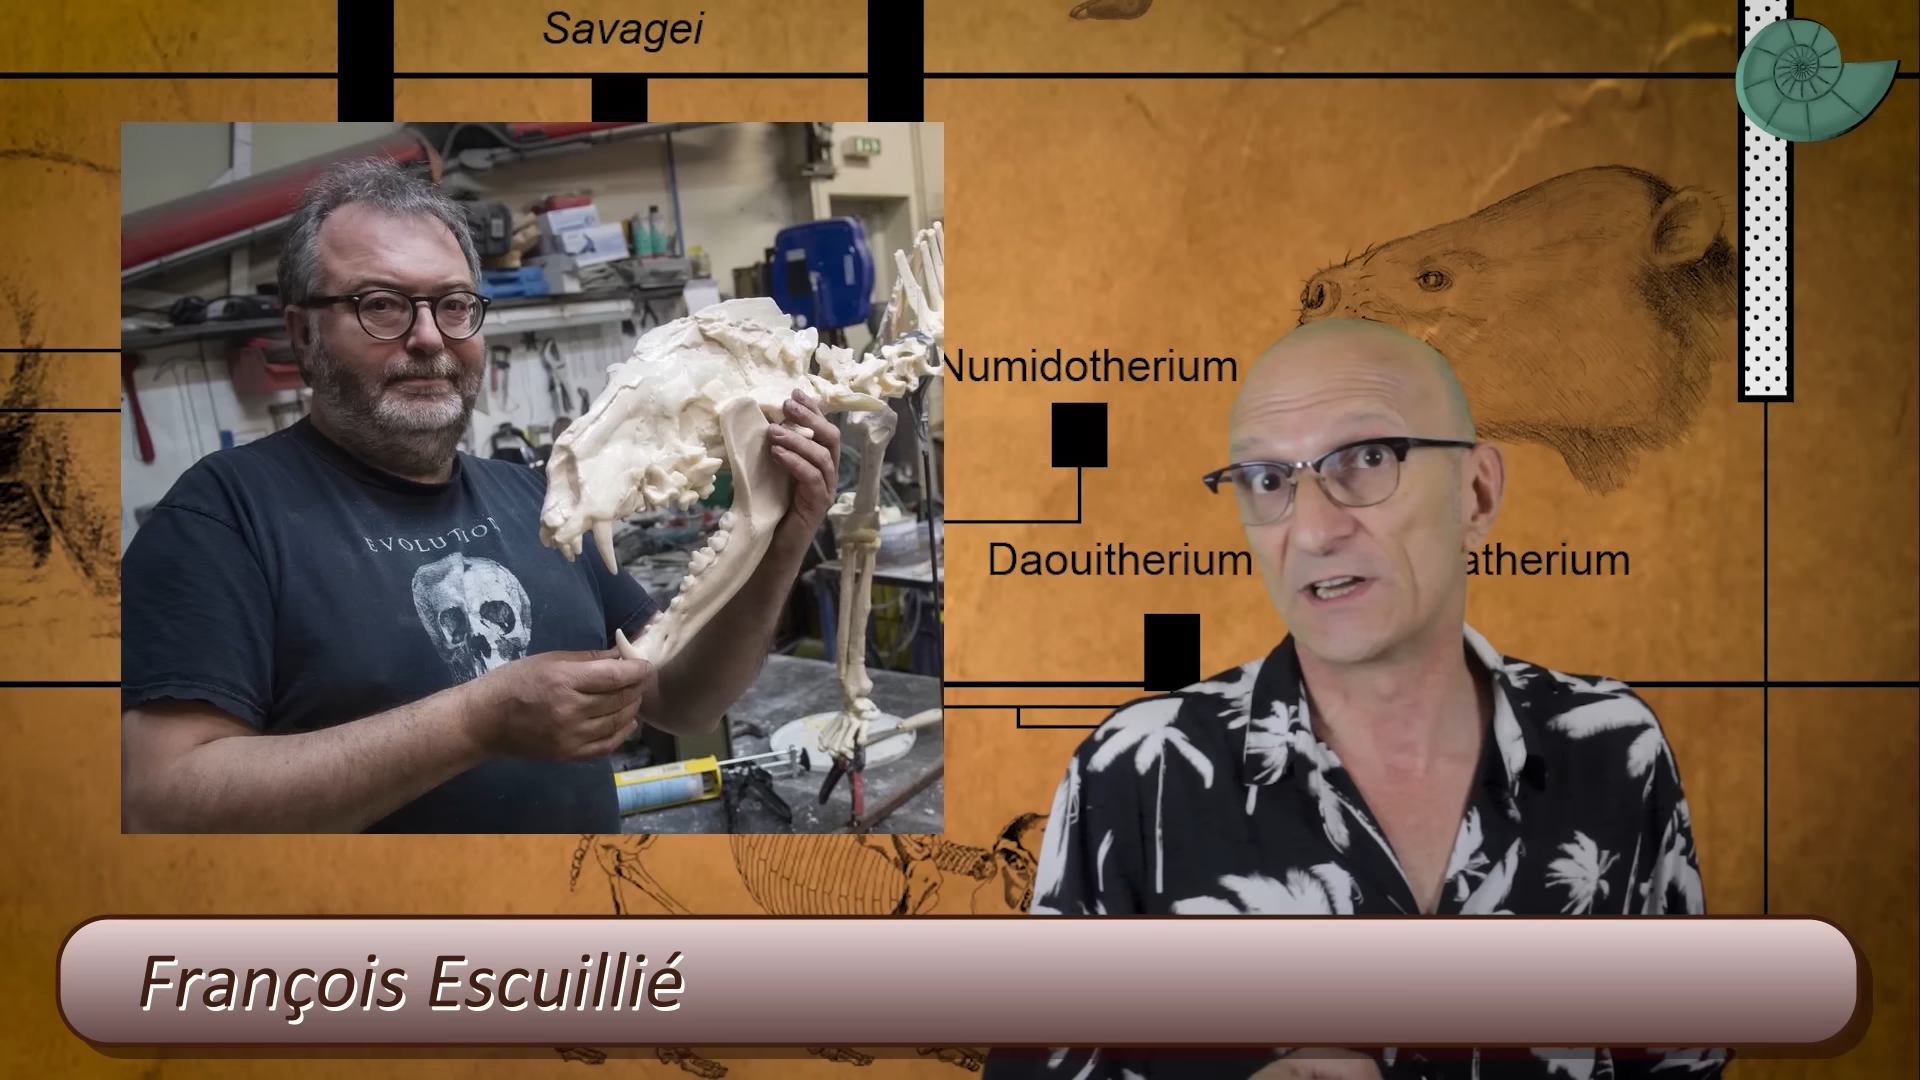 Savagei
EVOLUTION
Numidotherium
Daouitherium
atherium
François Escuillié